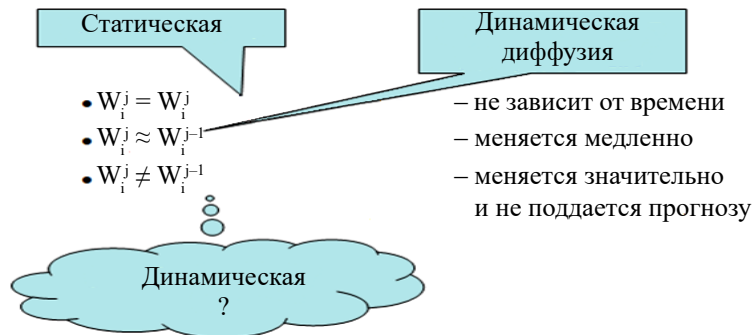 Статическая
Динамическая
диффузия
• W_i^j = W_i^j – не зависит от времени
• W_i^j ≈ W_i^{j–1} – меняется медленно
• W_i^j ≠ W_i^{j–1} – меняется значительно
и не поддается прогнозу
Динамическая
?